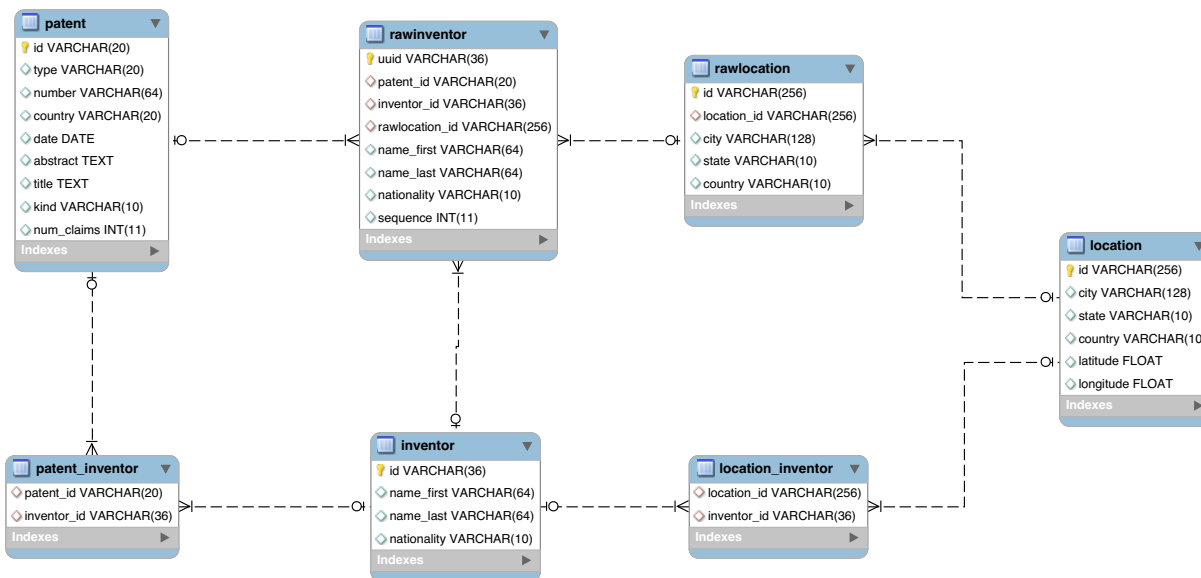 patent
id VARCHAR(20)
type VARCHAR(20)
number VARCHAR(64)
country VARCHAR(20)
date DATE
abstract TEXT
title TEXT
kind VARCHAR(10)
num_claims INT(11)
Indexes
rawinventor
uuid VARCHAR(36)
patent_id VARCHAR(20)
inventor_id VARCHAR(36)
rawlocation_id VARCHAR(256)
name_first VARCHAR(64)
name_last VARCHAR(64)
nationality VARCHAR(10)
sequence INT(11)
Indexes
rawlocation
id VARCHAR(256)
location_id VARCHAR(256)
city VARCHAR(128)
state VARCHAR(10)
country VARCHAR(10)
Indexes
location
id VARCHAR(256)
city VARCHAR(128)
state VARCHAR(10)
country VARCHAR(10
latitude FLOAT
longitude FLOAT
Indexes
patent_inventor
patent_id VARCHAR(20)
inventor_id VARCHAR(36)
Indexes
inventor
id VARCHAR(36)
name_first VARCHAR(64)
name_last VARCHAR(64)
nationality VARCHAR(10)
Indexes
location_inventor
location_id VARCHAR(256)
inventor_id VARCHAR(36)
Indexes